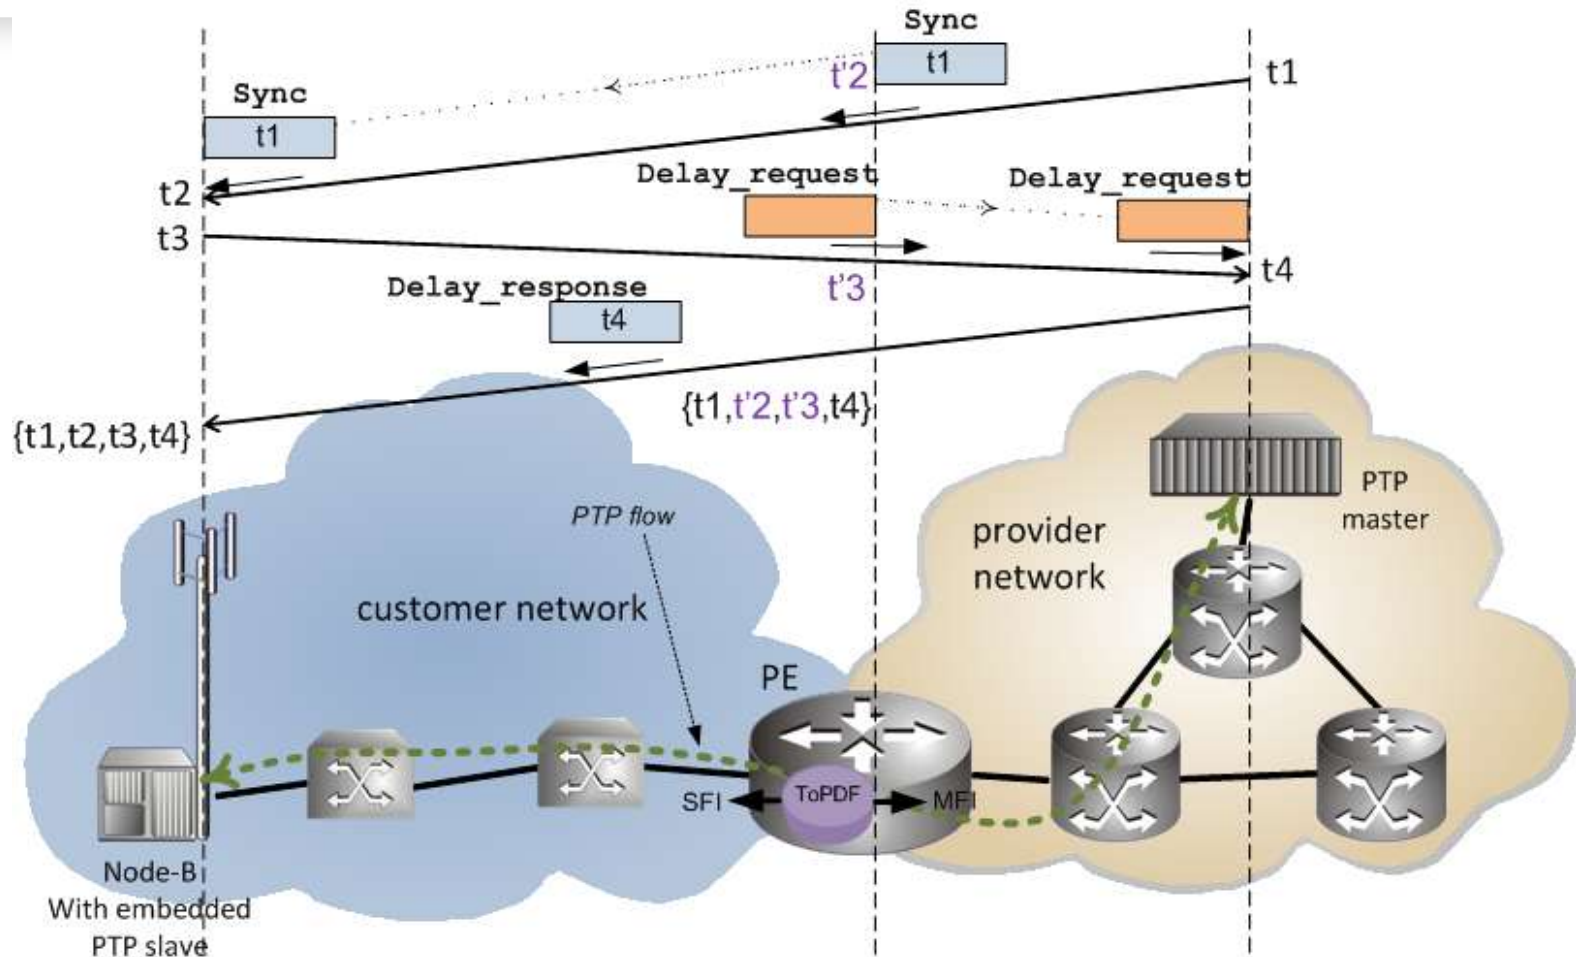 Sync
t'2
t1
t1
Sync
t1
t2
Delay_request
Delay_request
t3
t'3
t4
Delay_response
t4
{t1,t'2,t'3,t4}
{t1,t2,t3,t4}
PTP flow
PTP
master
provider
network
customer network
PE
SFI
ToPDF
MFI
Node-B
With embedded
PTP slave